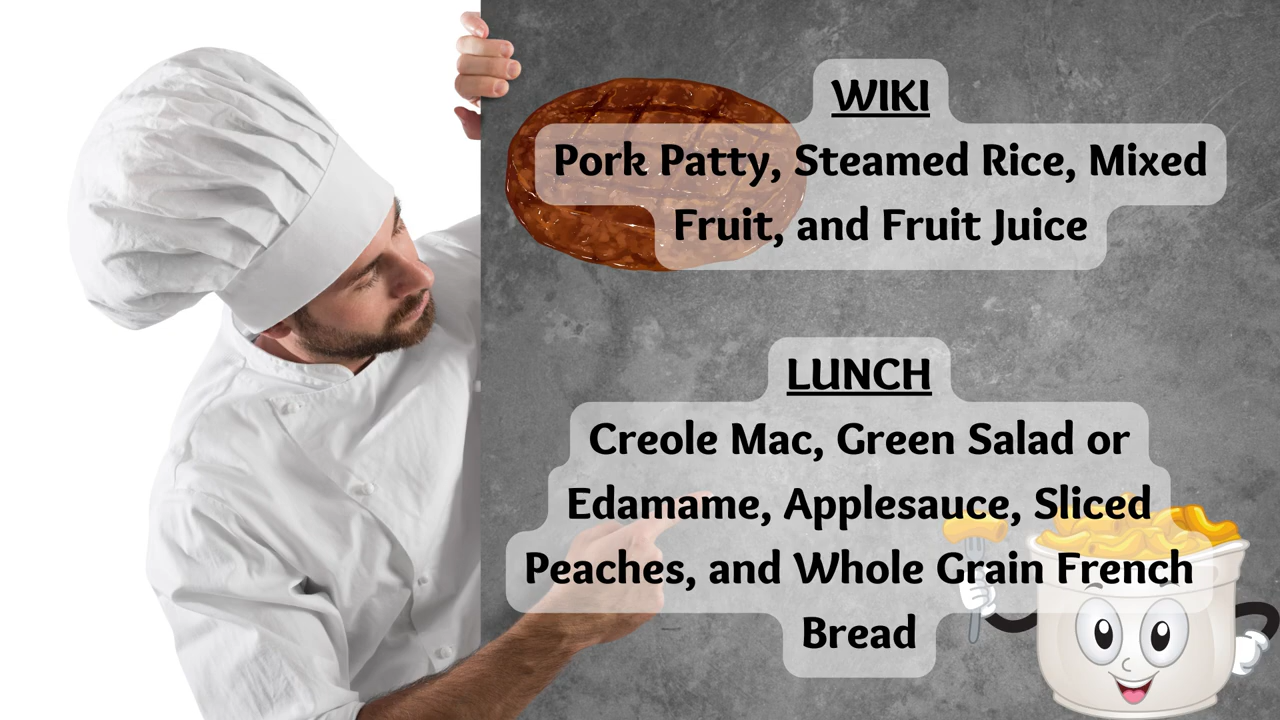 WIKI
Pork Patty, Steamed Rice, Mixed
Fruit, and Fruit Juice
LUNCH
Creole Mac, Green Salad or
Edamame, Applesauce, Sliced
Peaches, and Whole Grain French
Bread